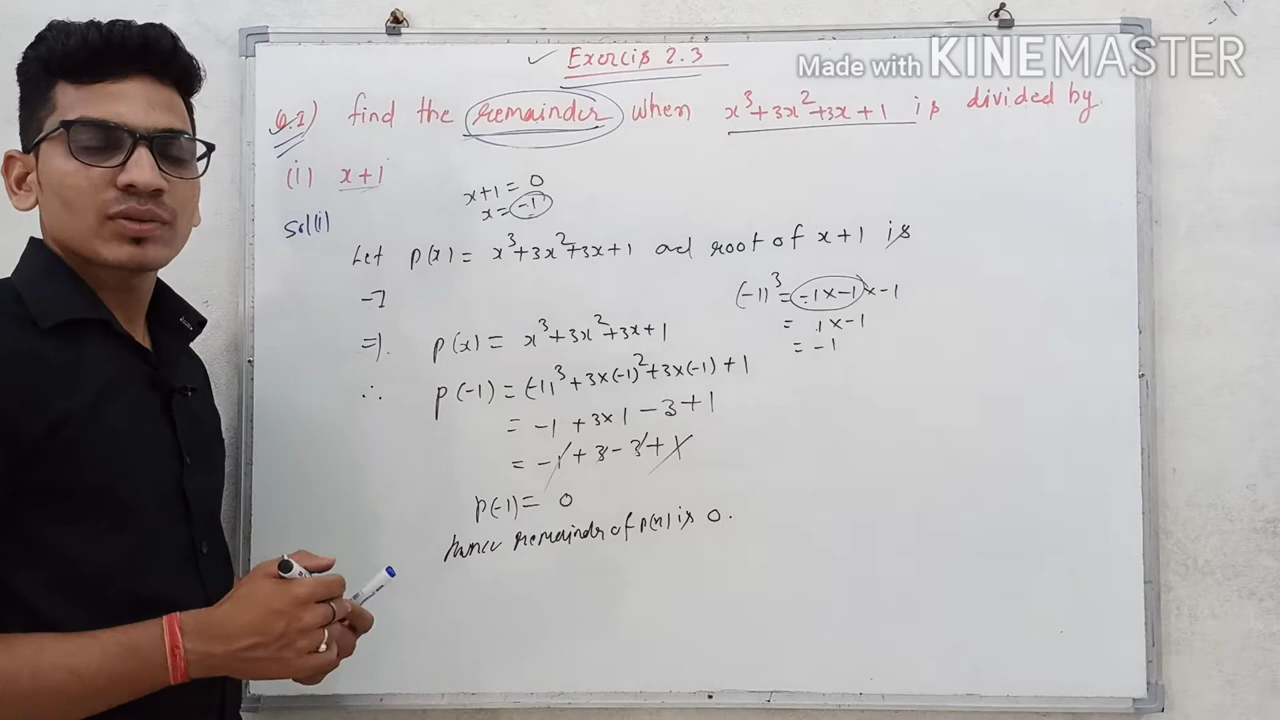 Made with KINEMASTER
✓ Exercis 2.3
Q.1) find the remainder when x³+3x²+3x+1 is divided by
(i) x+1
x+1 = 0
x = -1
Sol(i)
Let p(x) = x³+3x²+3x+1 ad root of x+1 is
-1
⇒ p(x) = x³+3x²+3x+1
∴ p(-1) = (-1)³+3×(-1)²+3×(-1)+1
= -1 + 3×1 - 3 + 1
= -1 + 3 - 3 + 1
p(-1) = 0
hence remainder of p(x) is 0.
(-1)³ = -1×-1×-1
= 1×-1
= -1